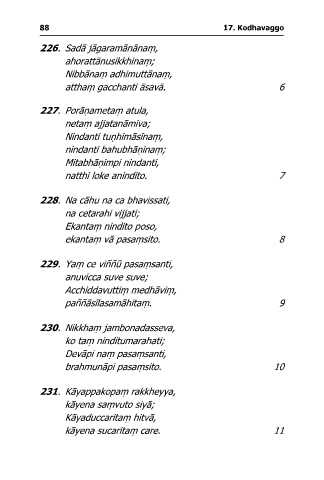 88 17. Kodhavaggo
226. Sadā jāgaramānānaṃ,
ahorattānusikkhinaṃ;
Nibbānaṃ adhimuttānaṃ,
atthaṃ gacchanti āsavā. 6
227. Porāṇametaṃ atula,
netaṃ ajjatanāmiva;
Nindanti tuṇhimāsīnaṃ,
nindanti bahubhāṇinaṃ;
Mitabhāṇimpi nindanti,
natthi loke anindito. 7
228. Na cāhu na ca bhavissati,
na cetarahi vijjati;
Ekantaṃ nindito poso,
ekantaṃ vā pasaṃsito. 8
229. Yaṃ ce viññū pasaṃsanti,
anuvicca suve suve;
Acchiddavuttiṃ medhāviṃ,
paññāsīlasamāhitaṃ. 9
230. Nikkhaṃ jambonadasseva,
ko taṃ ninditumarahati;
Devāpi naṃ pasaṃsanti,
brahmunāpi pasaṃsito. 10
231. Kāyappakopaṃ rakkheyya,
kāyena saṃvuto siyā;
Kāyaduccaritaṃ hitvā,
kāyena sucaritaṃ care. 11